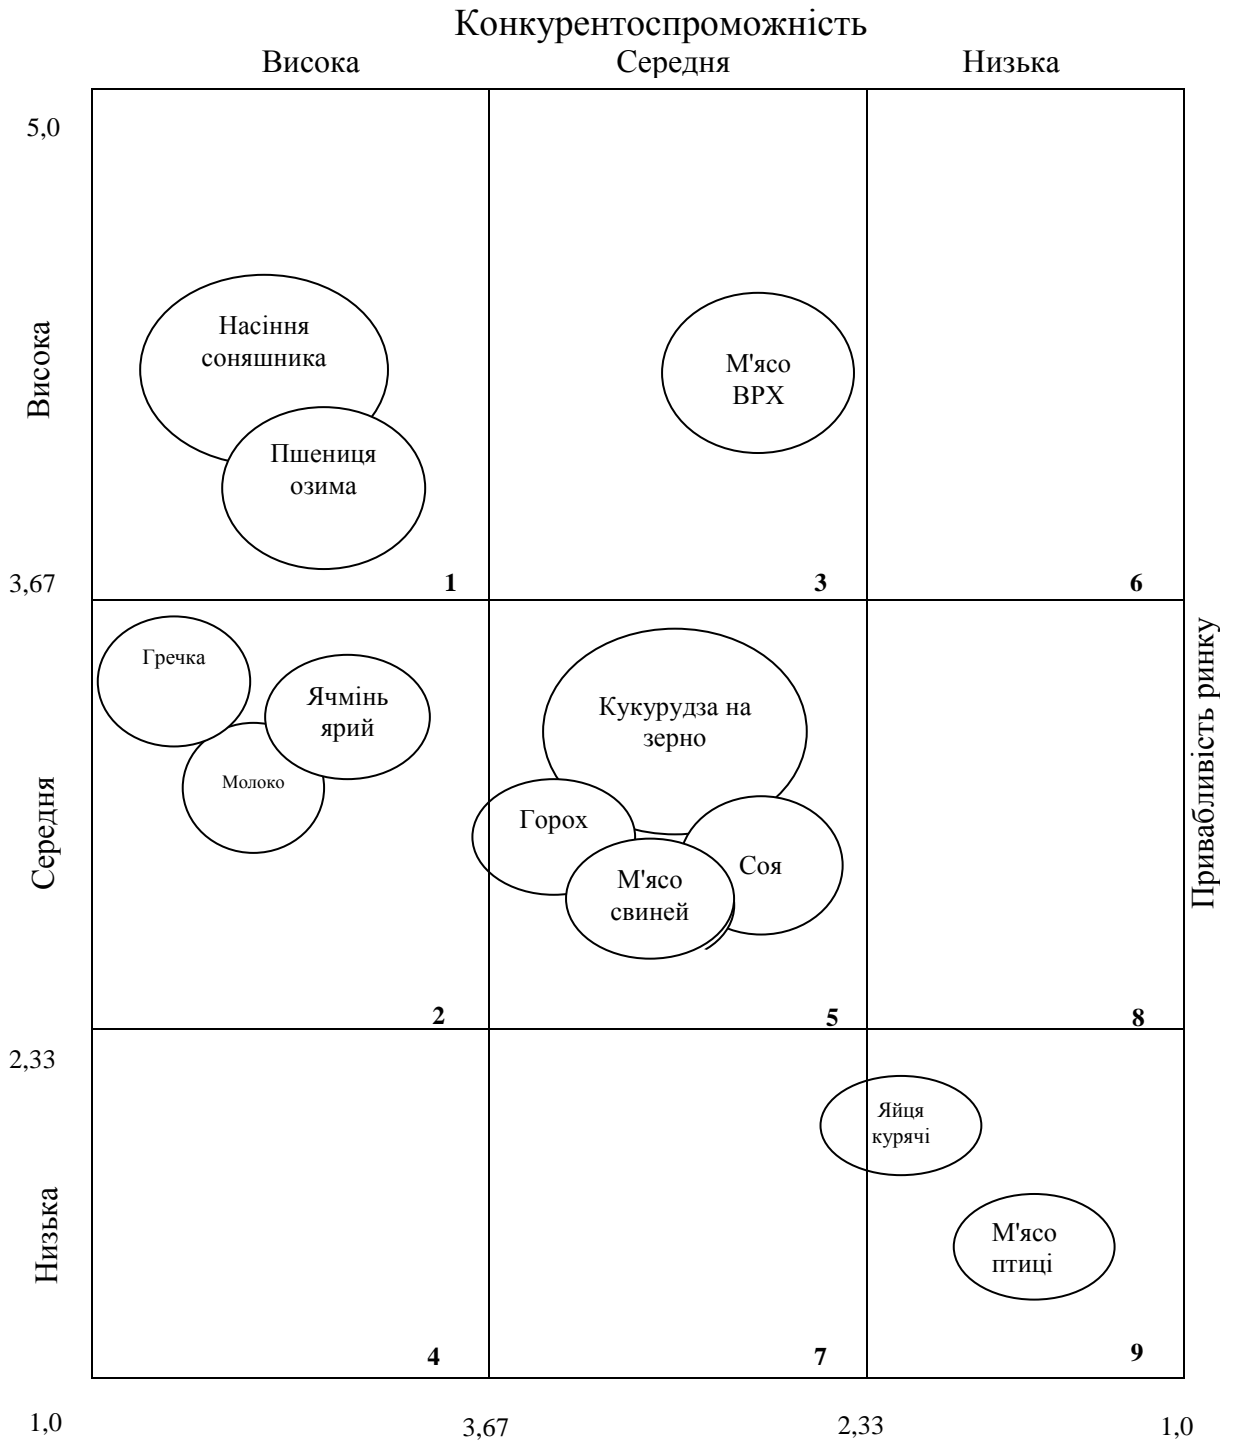 Конкурентоспроможність
Висока
Середня
Низька
5,0
Висока
Насіння
соняшника
М'ясо
ВРХ
Пшениця
озима
3,67
1
3
6
Гречка
Ячмінь
ярий
Молоко
Кукурудза на
зерно
Горох
Соя
М'ясо
свиней
Середня
Привабливість ринку
2
5
8
2,33
Яйця
курячі
М'ясо
птиці
Низька
4
7
9
1,0
3,67
2,33
1,0